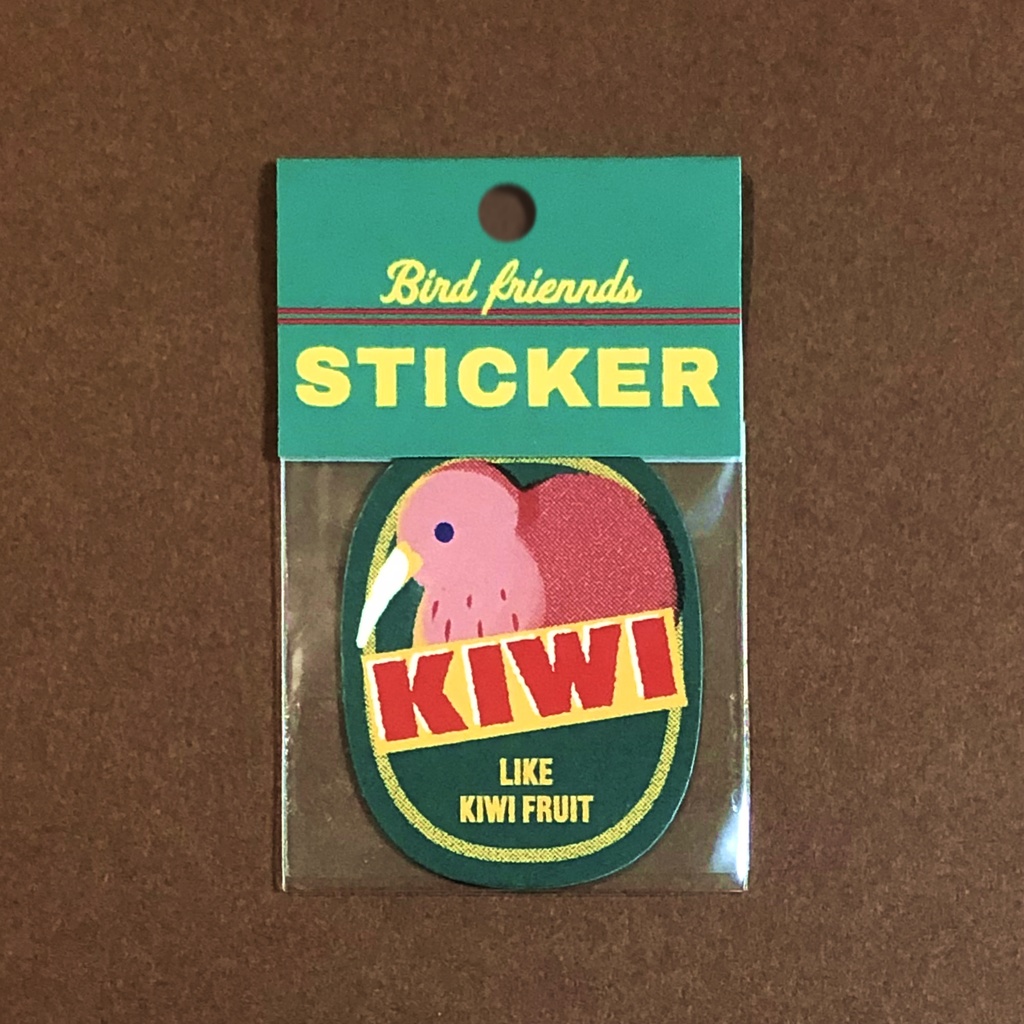 Bird friennds
STICKER
KIWI
LIKE
KIWI FRUIT